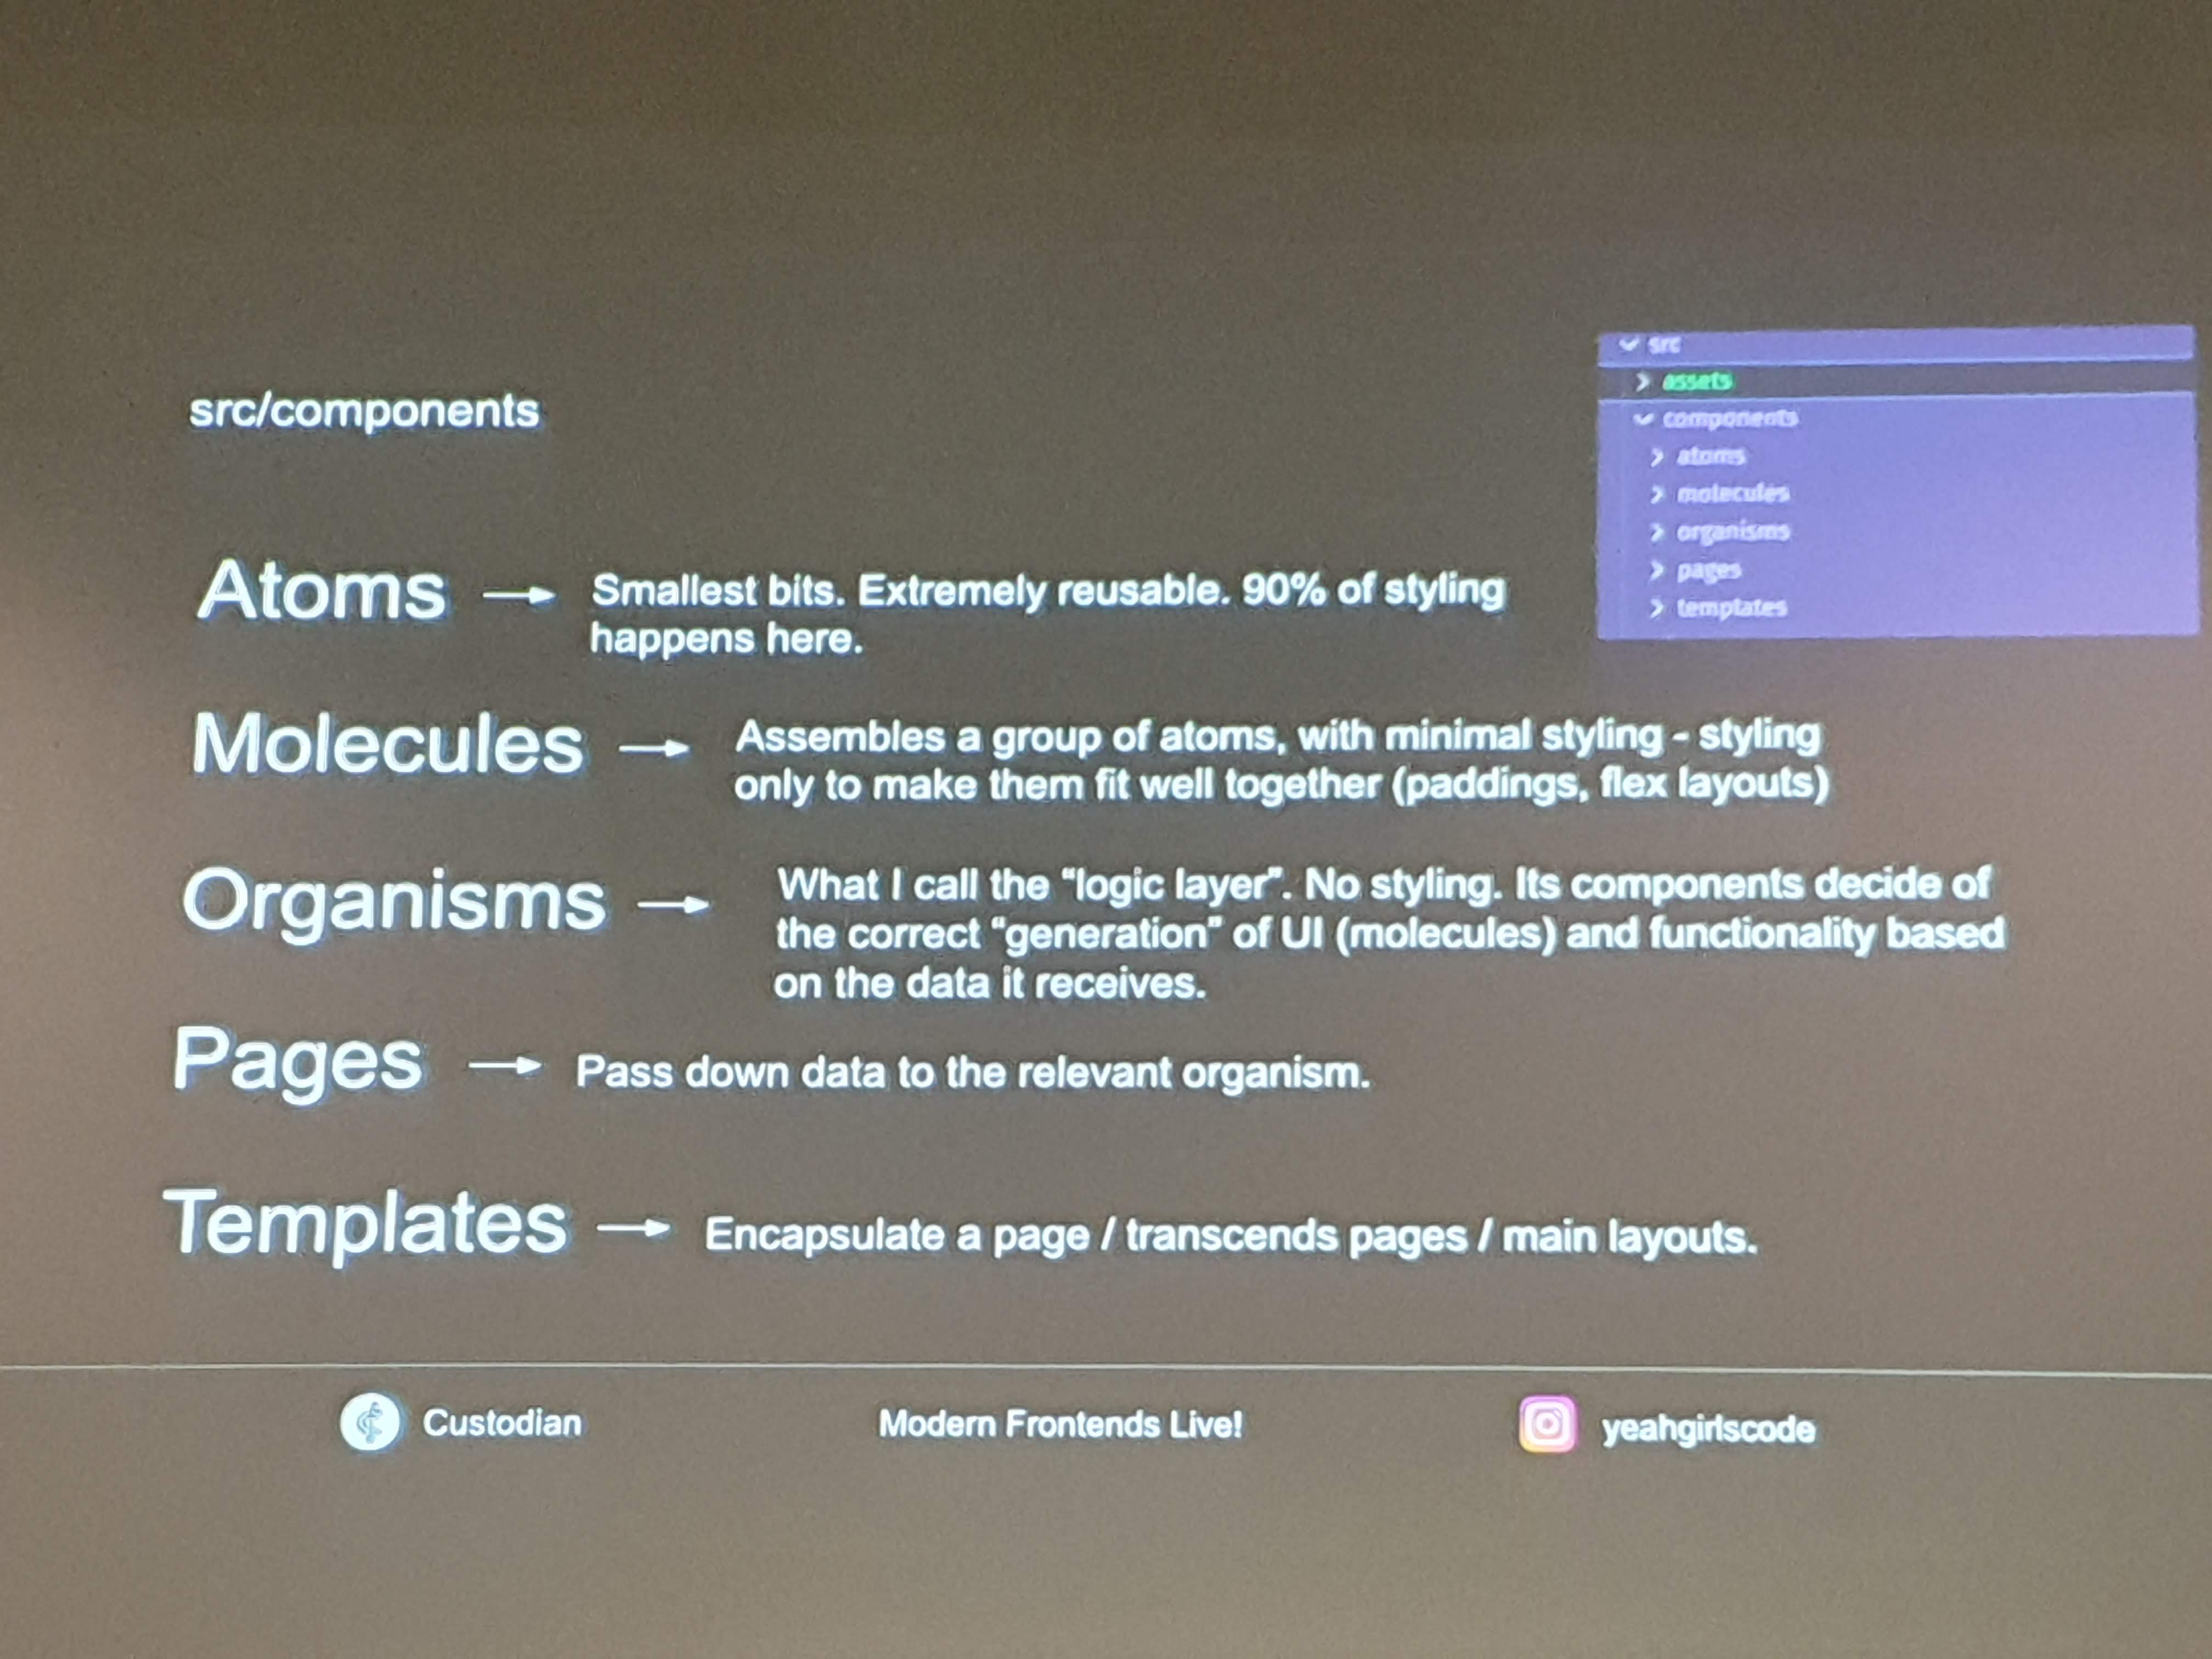 src/components
src
assets
components
atoms
molecules
organisms
pages
templates
Atoms → Smallest bits. Extremely reusable. 90% of styling
happens here.
Molecules → Assembles a group of atoms, with minimal styling - styling
only to make them fit well together (paddings, flex layouts)
Organisms → What I call the “logic layer”. No styling. Its components decide of
the correct “generation” of UI (molecules) and functionality based
on the data it receives.
Pages → Pass down data to the relevant organism.
Templates → Encapsulate a page / transcends pages / main layouts.
Custodian
Modern Frontends Live!
yeahgirlscode